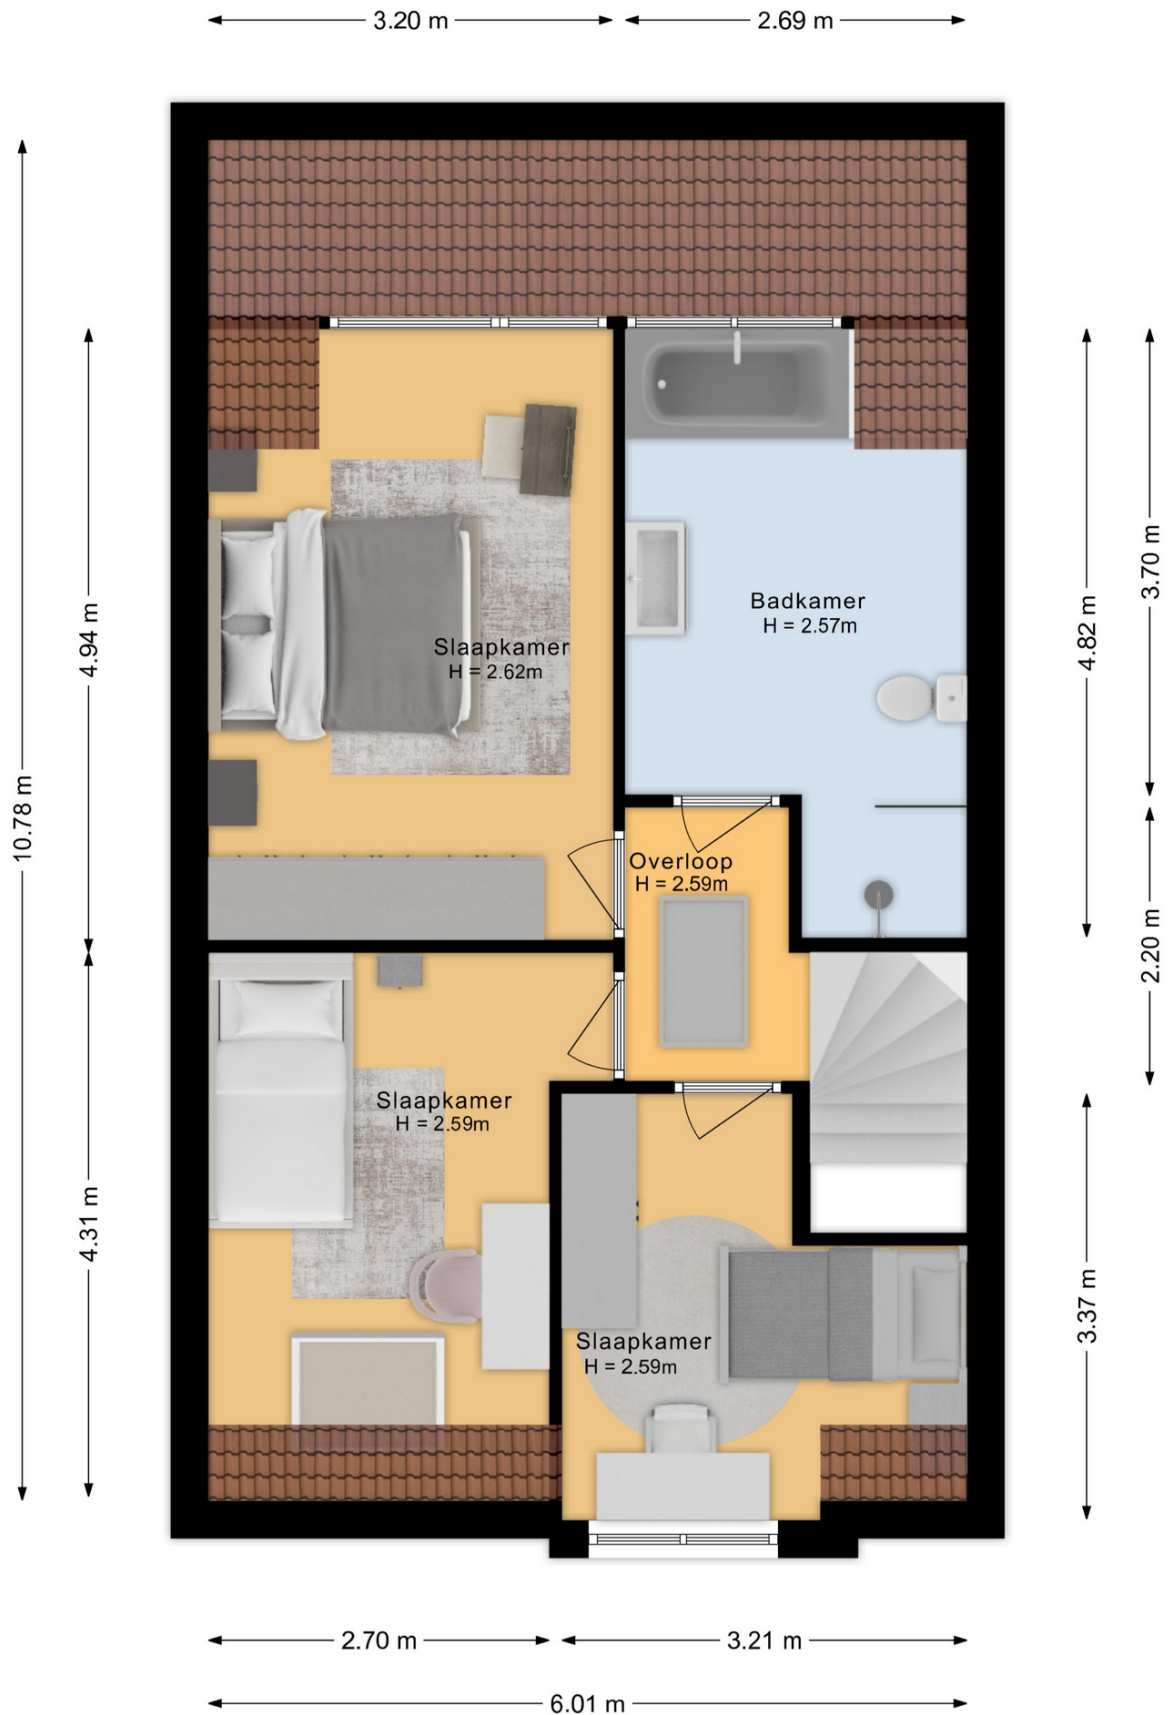 3.20 m
2.69 m
10.78 m
4.94 m
4.31 m
3.70 m
4.82 m
2.20 m
3.37 m
Badkamer
H = 2.57m
Slaapkamer
H = 2.62m
Overloop
H = 2.59m
Slaapkamer
H = 2.59m
Slaapkamer
H = 2.59m
2.70 m
3.21 m
6.01 m